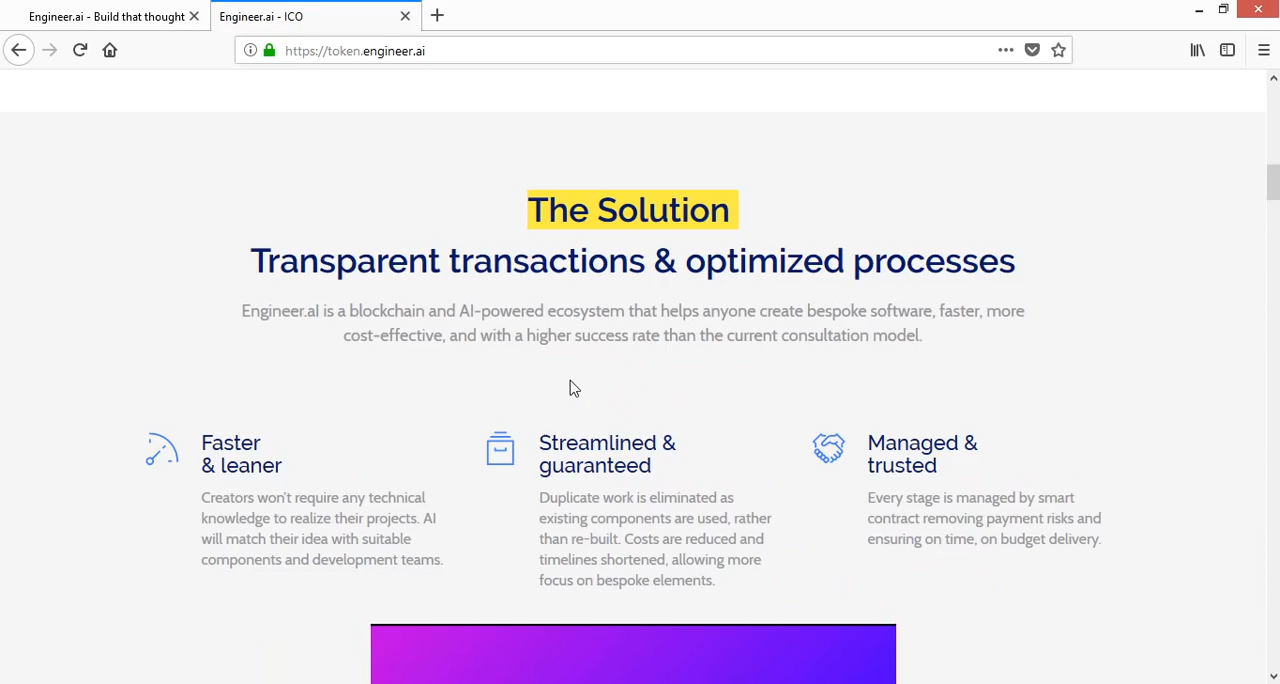 Engineer.ai - Build that thought
Engineer.ai - ICO
https://token.engineer.ai
The Solution
Transparent transactions & optimized processes
Engineer.aI is a blockchain and AI-powered ecosystem that helps anyone create bespoke software, faster, more
cost-effective, and with a higher success rate than the current consultation model.
Faster
& leaner
Creators won't require any technical
knowledge to realize their projects. AI
will match their idea with suitable
components and development teams.
Streamlined &
guaranteed
Duplicate work is eliminated as
existing components are used, rather
than re-built. Costs are reduced and
timelines shortened, allowing more
focus on bespoke elements.
Managed &
trusted
Every stage is managed by smart
contract removing payment risks and
ensuring on time, on budget delivery.